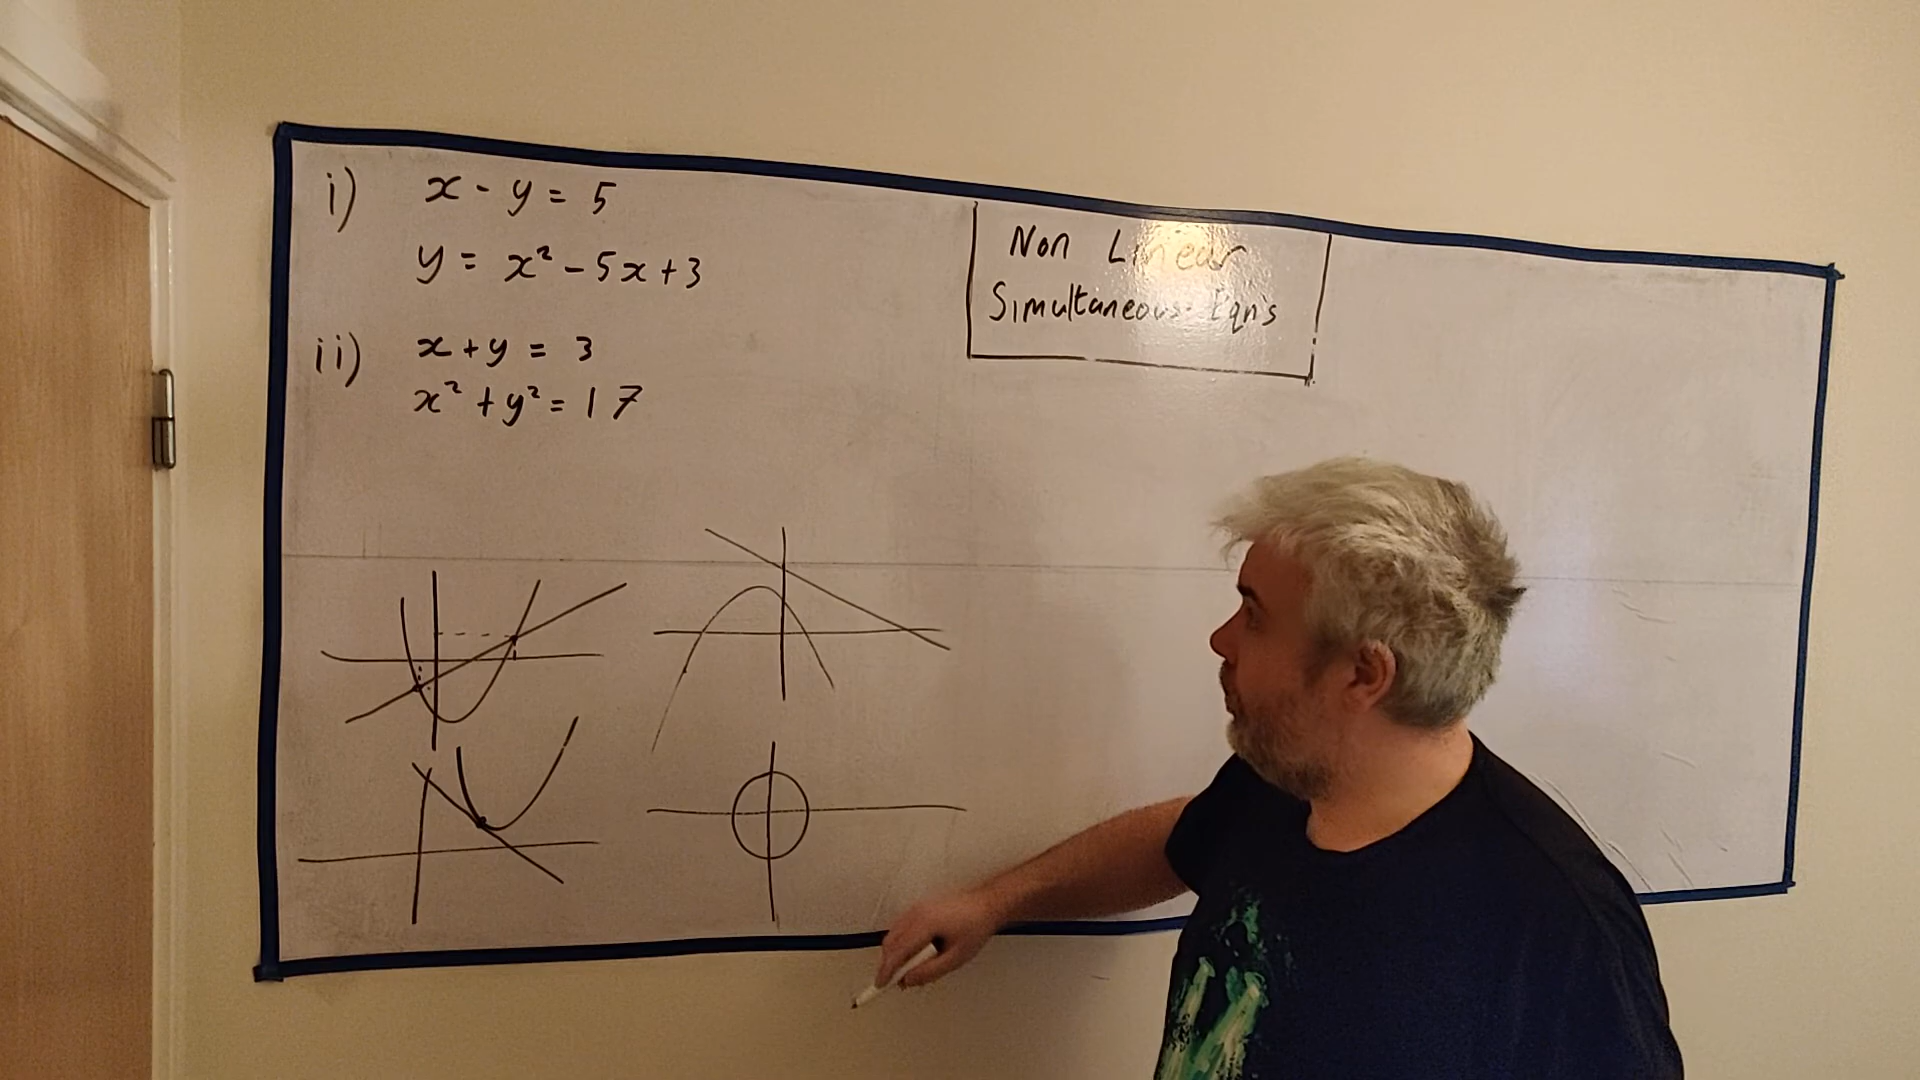 i) x - y = 5
y = x² - 5x + 3
ii) x + y = 3
x² + y² = 17
Non Linear
Simultaneous Eqn's